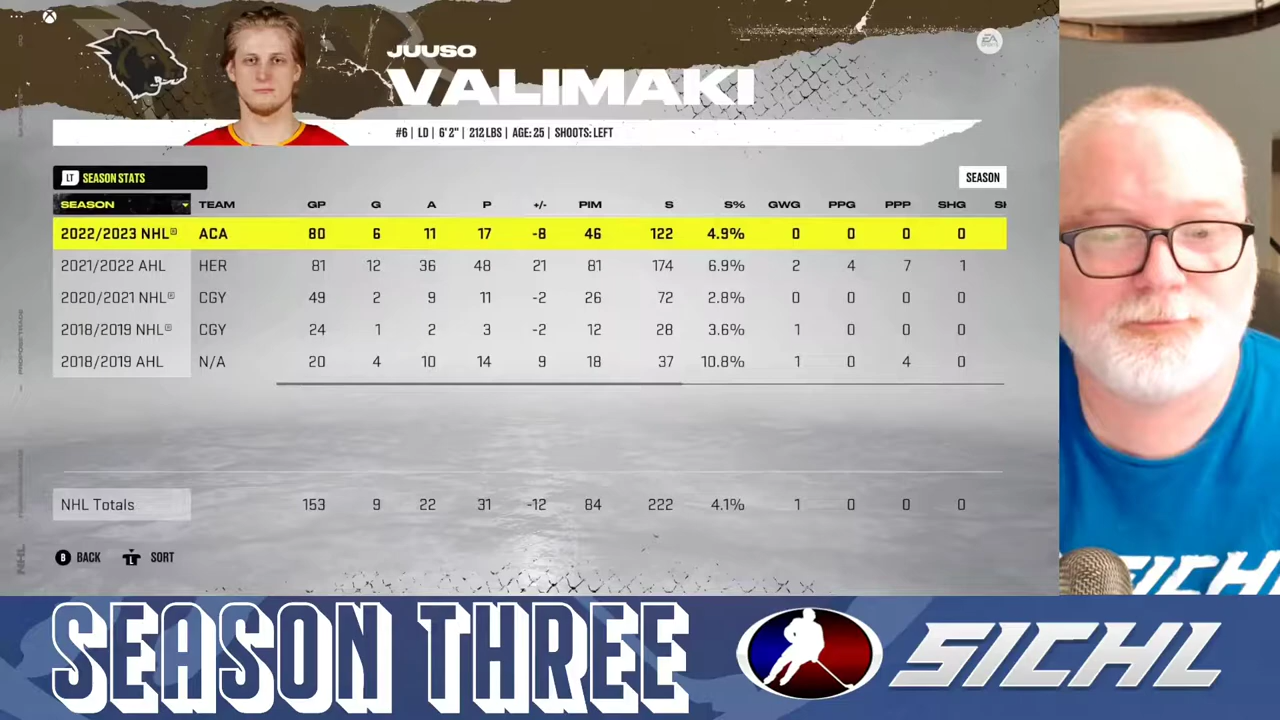 JUUSO
VALIMAKI
EA
SPORTS
#6 | LD | 6' 2" | 212 LBS | AGE: 25 | SHOOTS: LEFT
LT SEASON STATS
SEASON
SEASON TEAM GP G A P +/- PIM S S% GWG PPG PPP SHG SH
2022/2023 NHL ACA 80 6 11 17 -8 46 122 4.9% 0 0 0 0
2021/2022 AHL HER 81 12 36 48 21 81 174 6.9% 2 4 7 1
2020/2021 NHL CGY 49 2 9 11 -2 26 72 2.8% 0 0 0 0
2018/2019 NHL CGY 24 1 2 3 -2 12 28 3.6% 1 0 0 0
2018/2019 AHL N/A 20 4 10 14 9 18 37 10.8% 1 0 4 0
NHL Totals 153 9 22 31 -12 84 222 4.1% 1 0 0 0
B BACK L SORT
NHL
SICH
SEASON THREE
SICHL